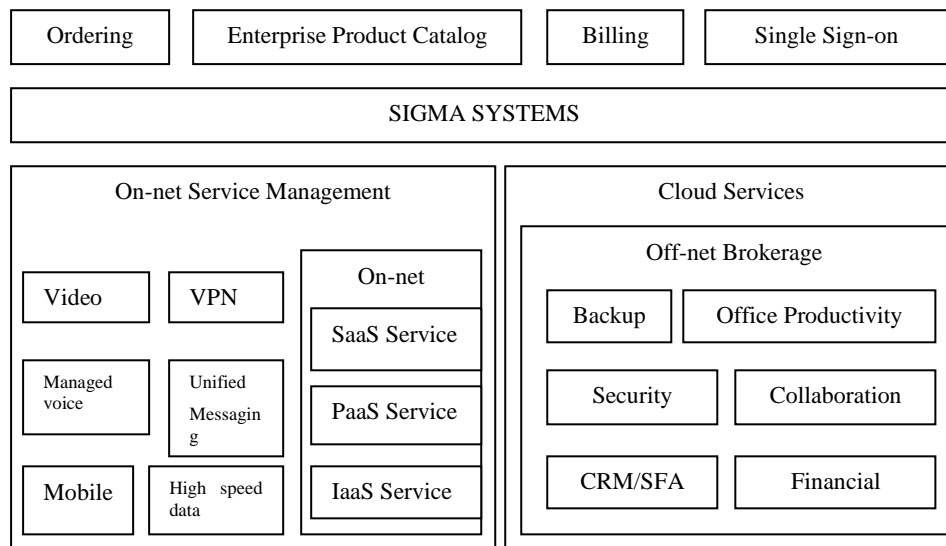 Ordering
Enterprise Product Catalog
Billing
Single Sign-on
SIGMA SYSTEMS
On-net Service Management
Video
VPN
Managed
voice
Unified
Messagin
g
Mobile
High speed
data
On-net
SaaS Service
PaaS Service
IaaS Service
Cloud Services
Off-net Brokerage
Backup
Office Productivity
Security
Collaboration
CRM/SFA
Financial